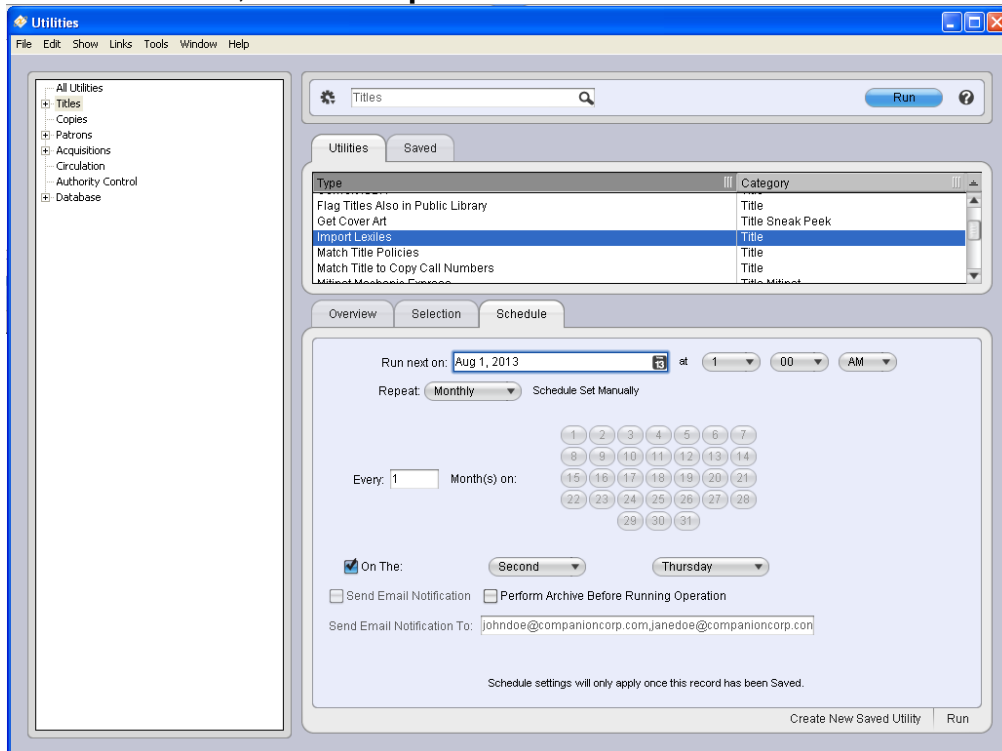 Utilities
File Edit Show Links Tools Window Help
All Utilities
Titles
Copies
Patrons
Acquisitions
Circulation
Authority Control
Database
Titles
Run
Utilities Saved
Type Category
Flag Titles Also in Public Library Title
Get Cover Art Title Sneak Peek
Import Lexiles Title
Match Title Policies Title
Match Title to Copy Call Numbers Title
Mitinet Mechanic Express Title Mitinet
Overview Selection Schedule
Run next on: Aug 1, 2013 at 1 00 AM
Repeat: Monthly Schedule Set Manually
1 2 3 4 5 6 7
8 9 10 11 12 13 14
Every: 1 Month(s) on: 15 16 17 18 19 20 21
22 23 24 25 26 27 28
29 30 31
On The: Second Thursday
Send Email Notification Perform Archive Before Running Operation
Send Email Notification To: johndoe@companioncorp.com,janedoe@companioncorp.con
Schedule settings will only apply once this record has been Saved.
Create New Saved Utility Run